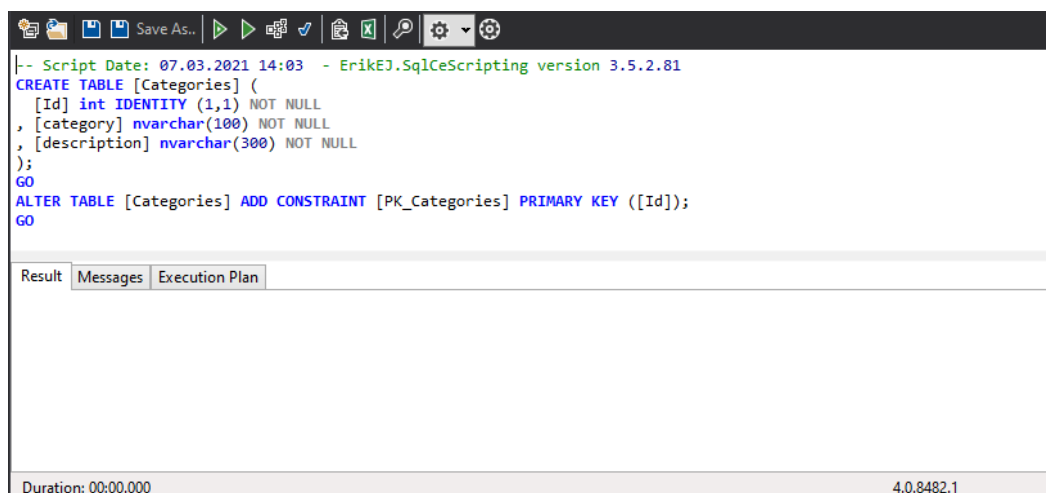 Save As..
-- Script Date: 07.03.2021 14:03  - ErikEJ.SqlCeScripting version 3.5.2.81
CREATE TABLE [Categories] (
  [Id] int IDENTITY (1,1) NOT NULL
, [category] nvarchar(100) NOT NULL
, [description] nvarchar(300) NOT NULL
);
GO
ALTER TABLE [Categories] ADD CONSTRAINT [PK_Categories] PRIMARY KEY ([Id]);
GO
Result Messages Execution Plan
Duration: 00:00.000 4.0.8482.1